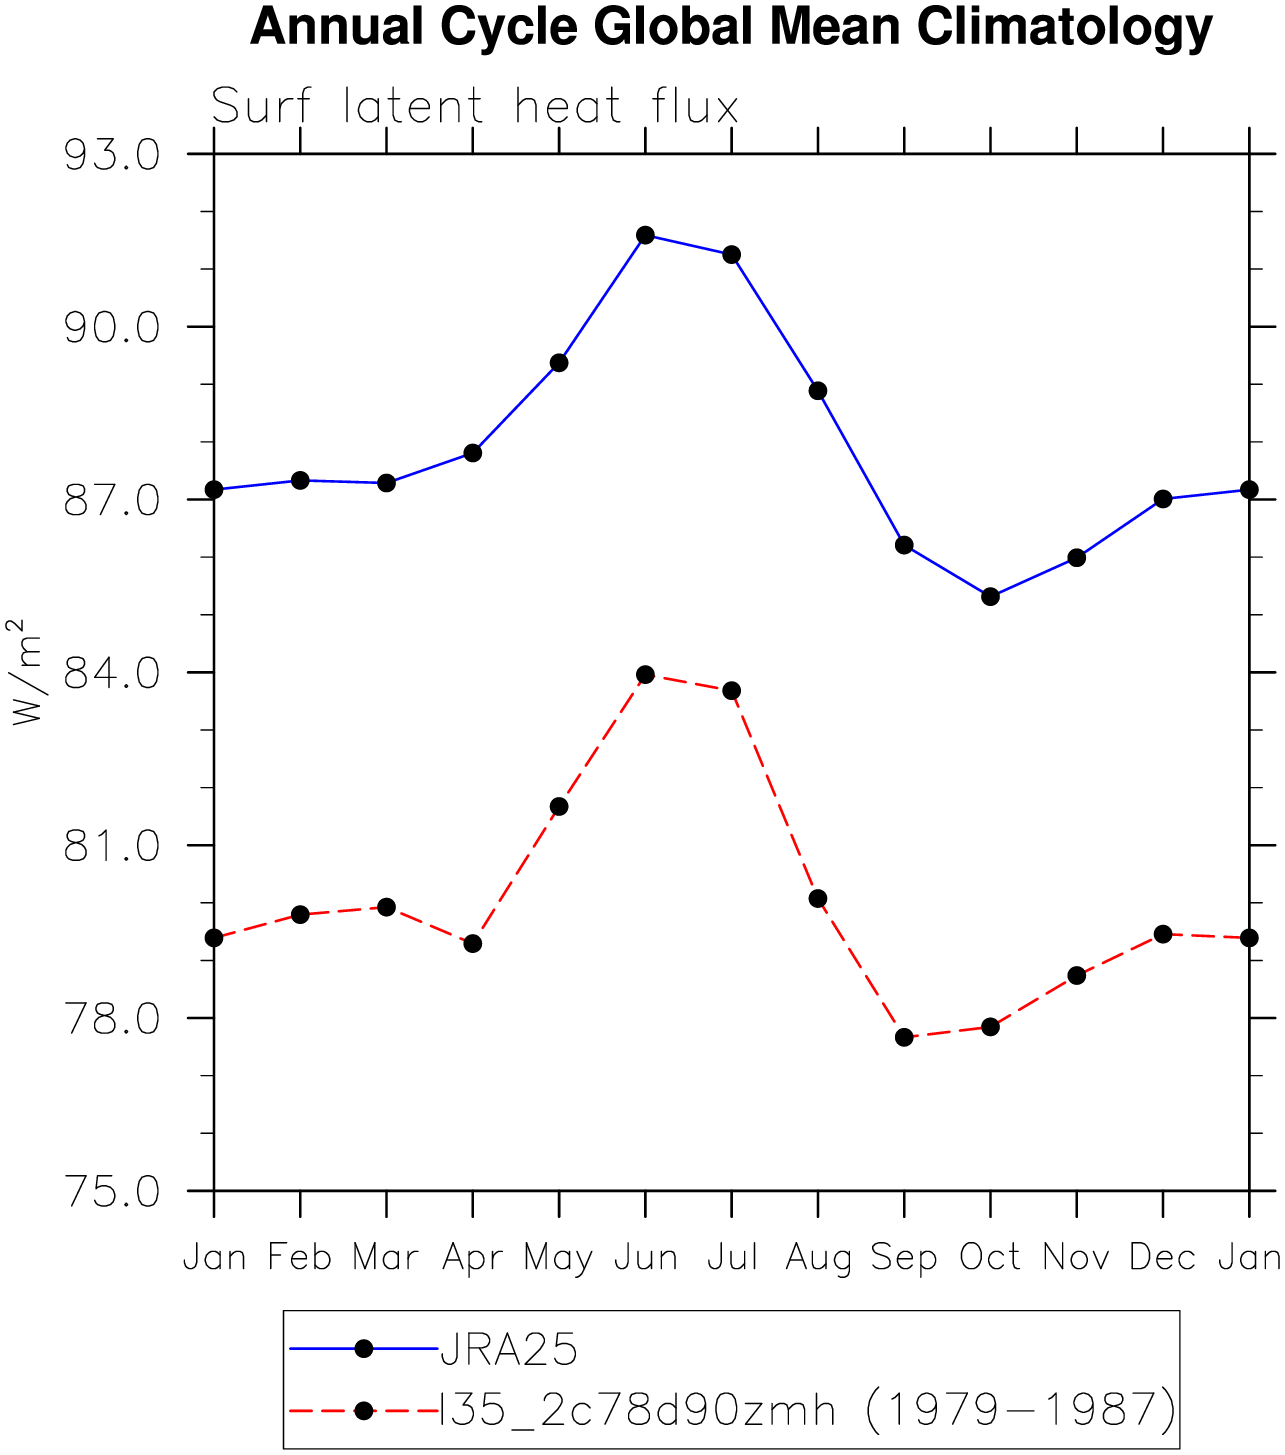 Annual Cycle Global Mean Climatology
Surf latent heat flux
93.0
90.0
87.0
84.0
81.0
78.0
75.0
W/m²
Jan Feb Mar Apr May Jun Jul Aug Sep Oct Nov Dec Jan
JRA25
I35_2c78d90zmh (1979-1987)